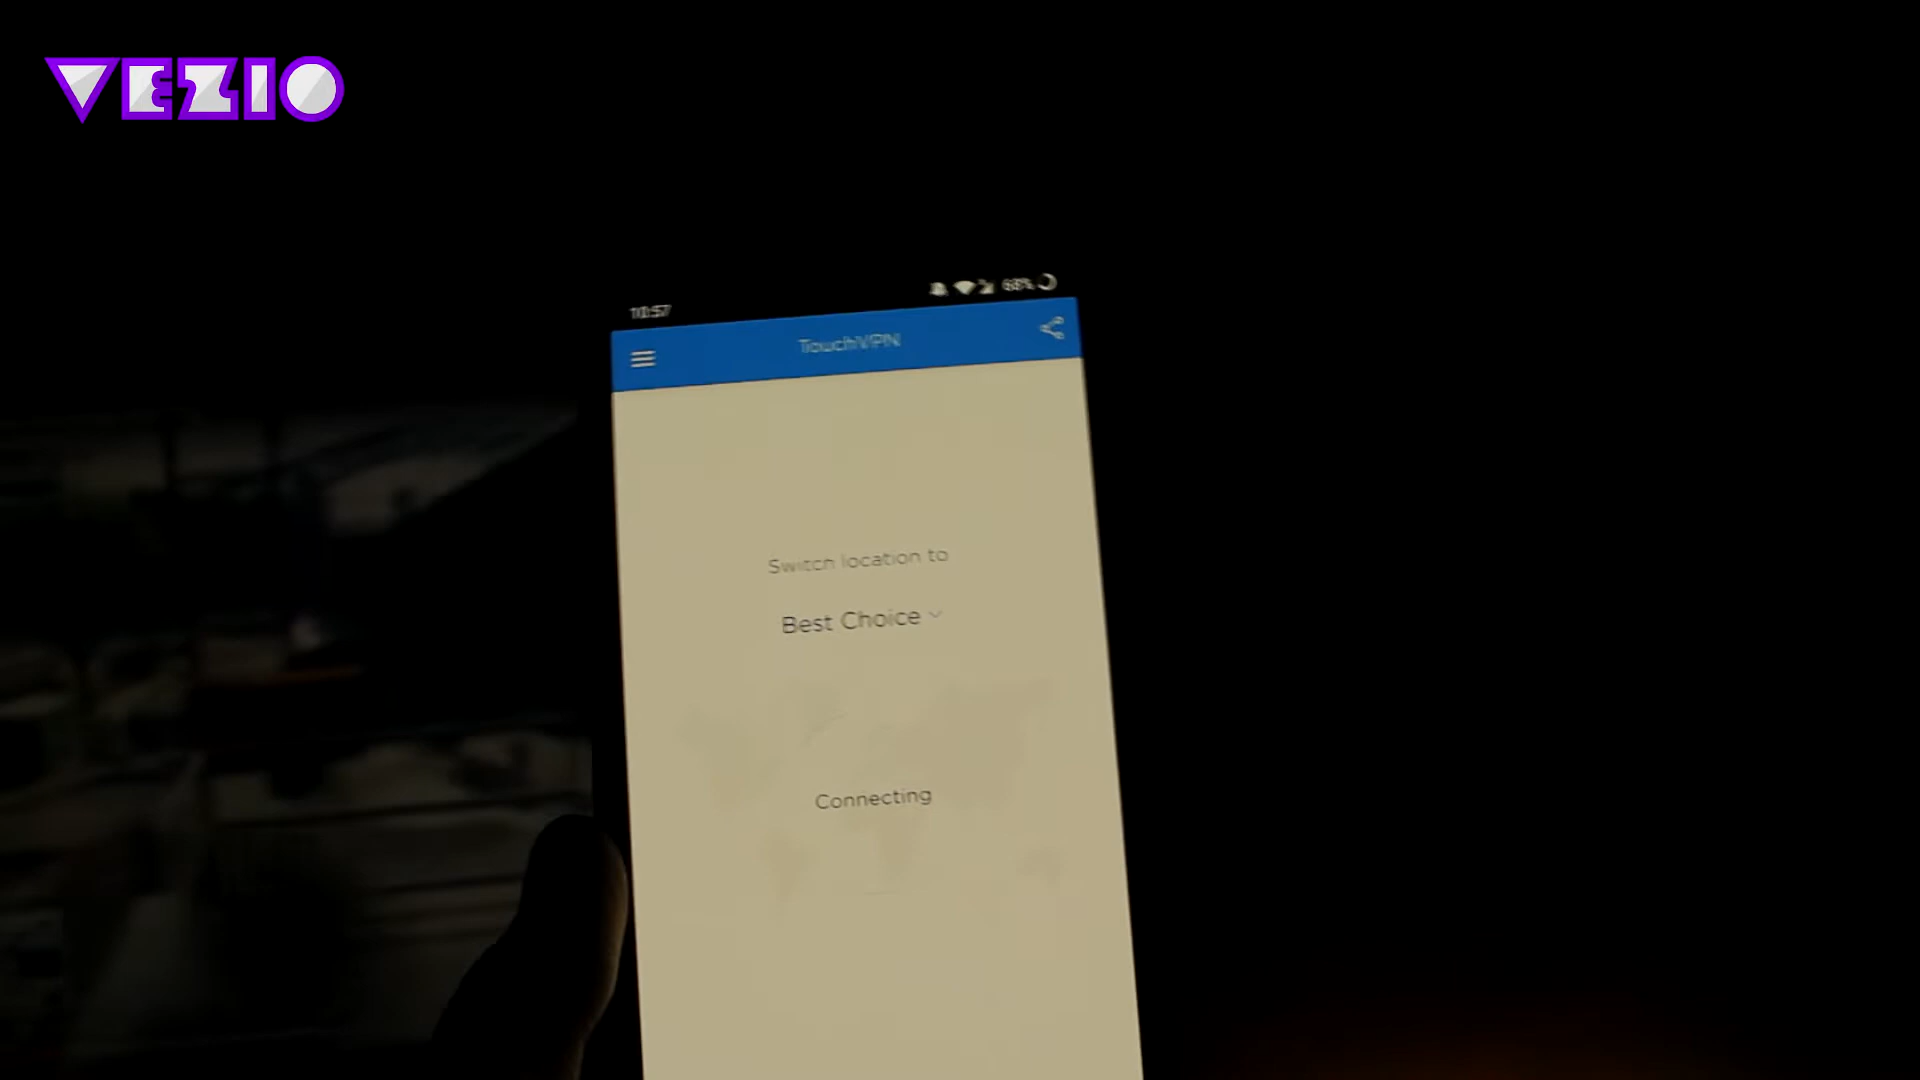 VEZIO
10:57
68%
TouchVPN
Switch location to
Best Choice
Connecting